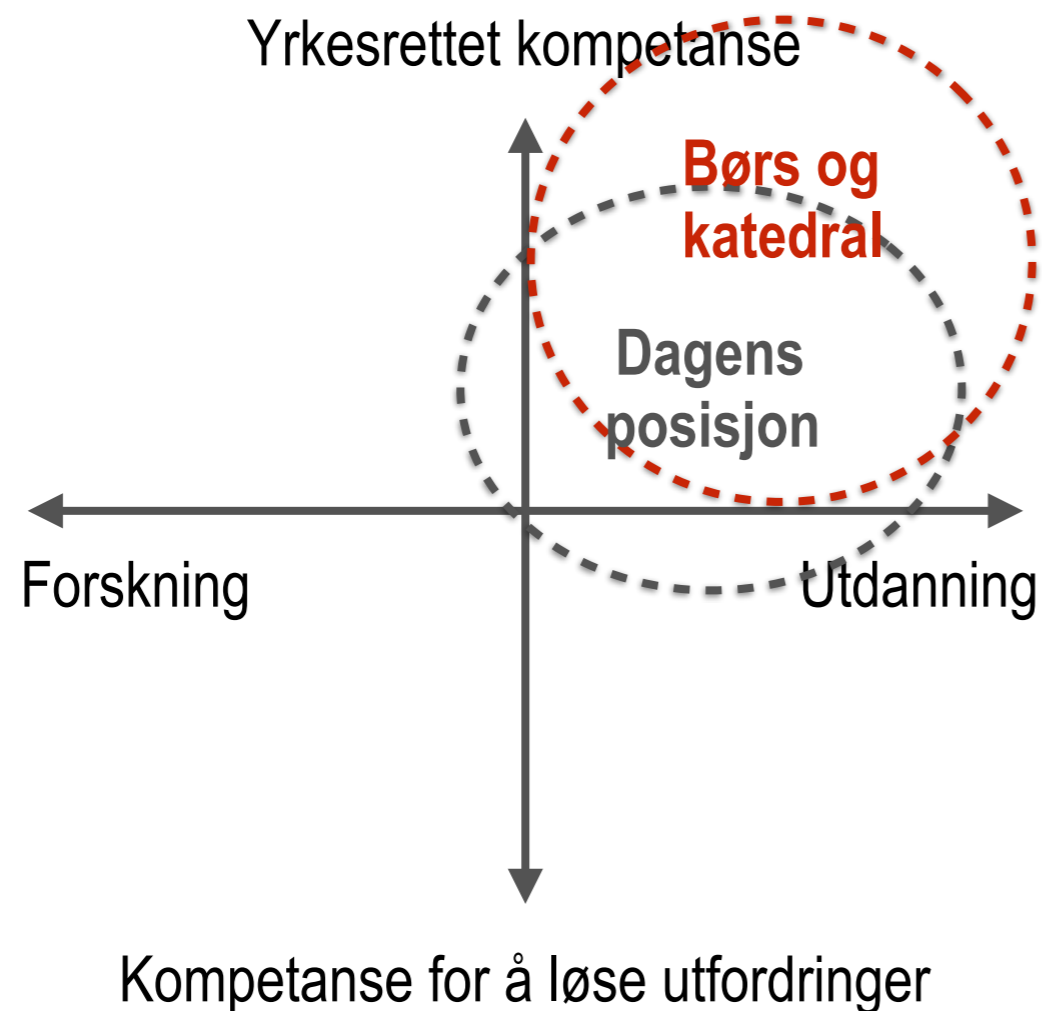 Yrkesrettet kompetanse
Børs og
katedral
Dagens
posisjon
Forskning
Utdanning
Kompetanse for å løse utfordringer